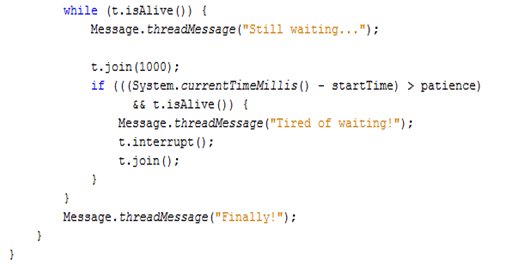 while (t.isAlive()) {
Message.threadMessage("Still waiting...");
t.join(1000);
if (((System.currentTimeMillis() - startTime) > patience)
&& t.isAlive()) {
Message.threadMessage("Tired of waiting!");
t.interrupt();
t.join();
}
}
Message.threadMessage("Finally!");
}
}